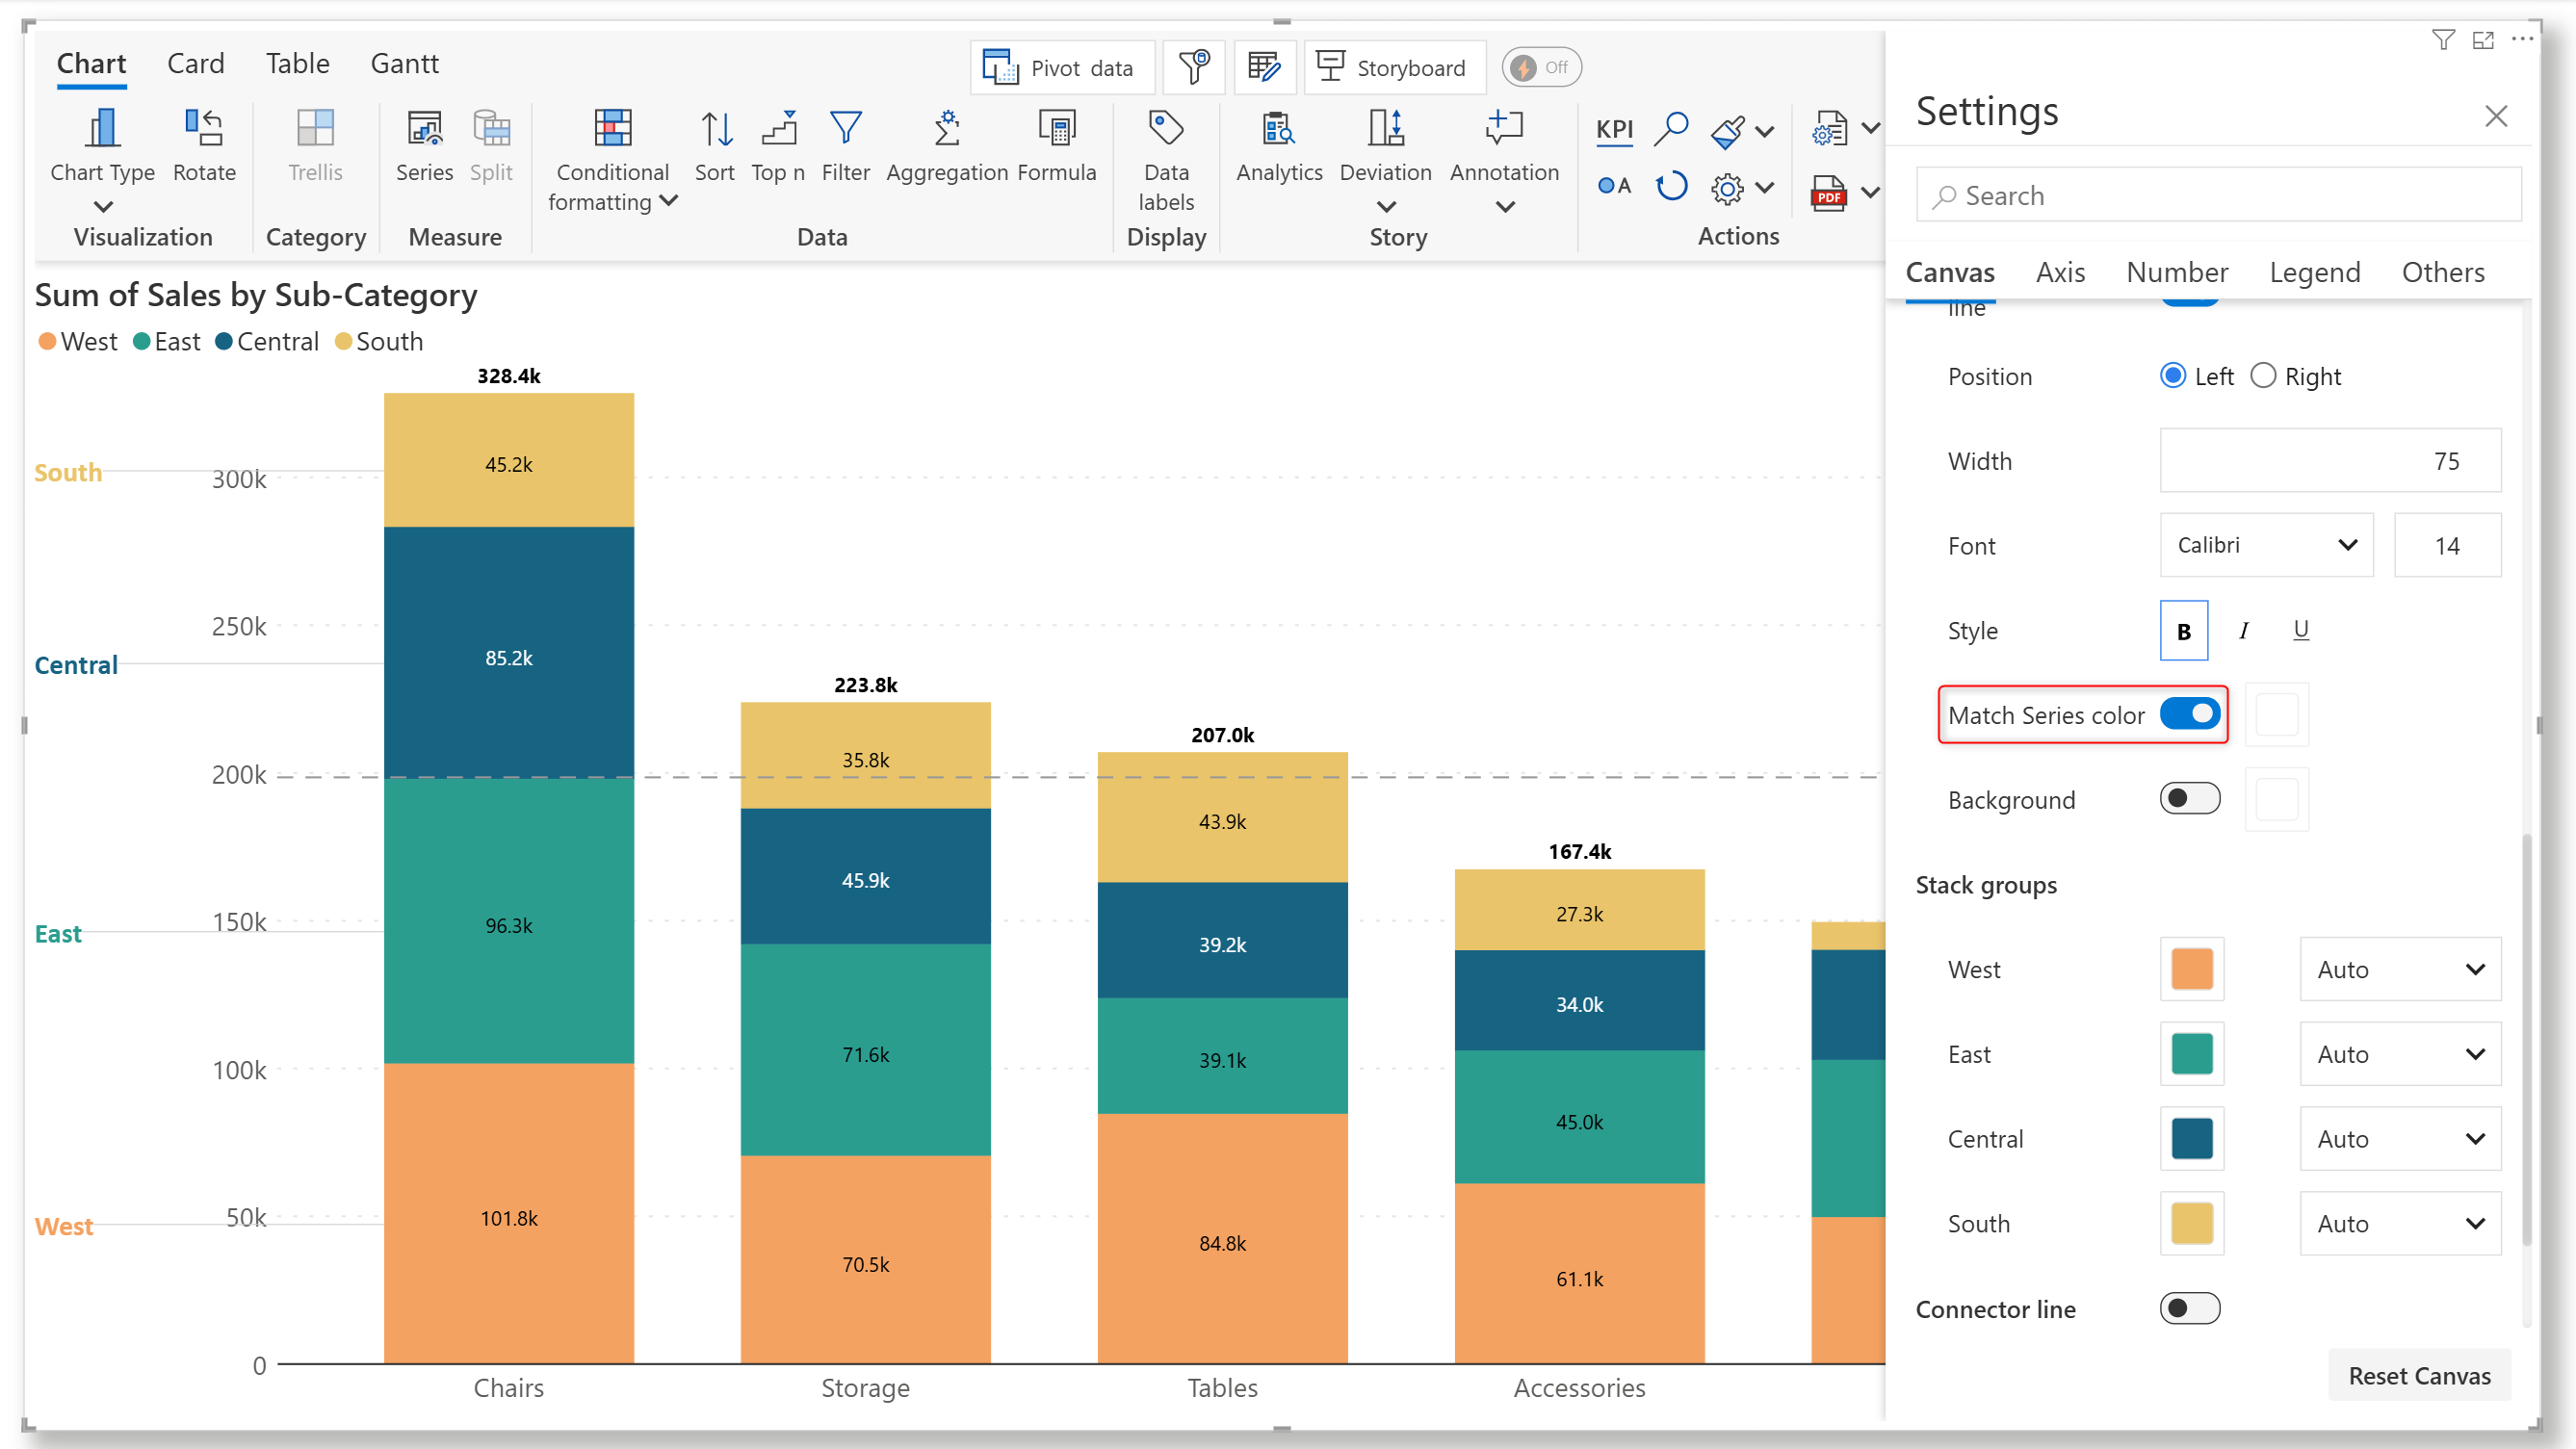 Chart Card Table Gantt
Pivot data
Storyboard
Off
Chart Type
Rotate
Visualization
Trellis
Category
Series
Split
Measure
Conditional
formatting
Sort
Top n
Filter
Aggregation
Formula
Data
Data
labels
Display
Analytics
Deviation
Annotation
Story
KPI
A
PDF
Actions
Sum of Sales by Sub-Category
West East Central South
South
Central
East
West
300k
250k
200k
150k
100k
50k
0
328.4k
45.2k
85.2k
96.3k
101.8k
Chairs
223.8k
35.8k
45.9k
71.6k
70.5k
Storage
207.0k
43.9k
39.2k
39.1k
84.8k
Tables
167.4k
27.3k
34.0k
45.0k
61.1k
Accessories
Settings
Search
Canvas Axis Number Legend Others
line
Position Left Right
Width 75
Font Calibri 14
Style B I U
Match Series color
Background
Stack groups
West Auto
East Auto
Central Auto
South Auto
Connector line
Reset Canvas